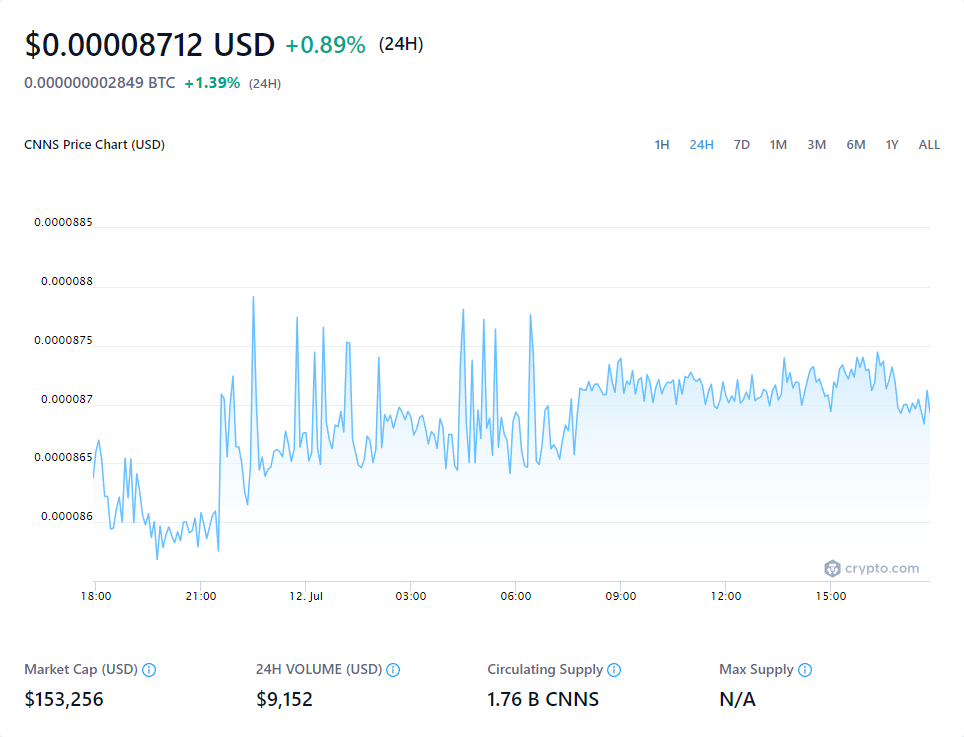 $0.00008712 USD +0.89% (24H)
0.000000002849 BTC +1.39% (24H)
CNNS Price Chart (USD) 1H 24H 7D 1M 3M 6M 1Y ALL
0.0000885
0.000088
0.0000875
0.000087
0.0000865
0.000086
crypto.com
18:00 21:00 12. Jul 03:00 06:00 09:00 12:00 15:00
Market Cap (USD) 24H VOLUME (USD) Circulating Supply Max Supply
$153,256 $9,152 1.76 B CNNS N/A